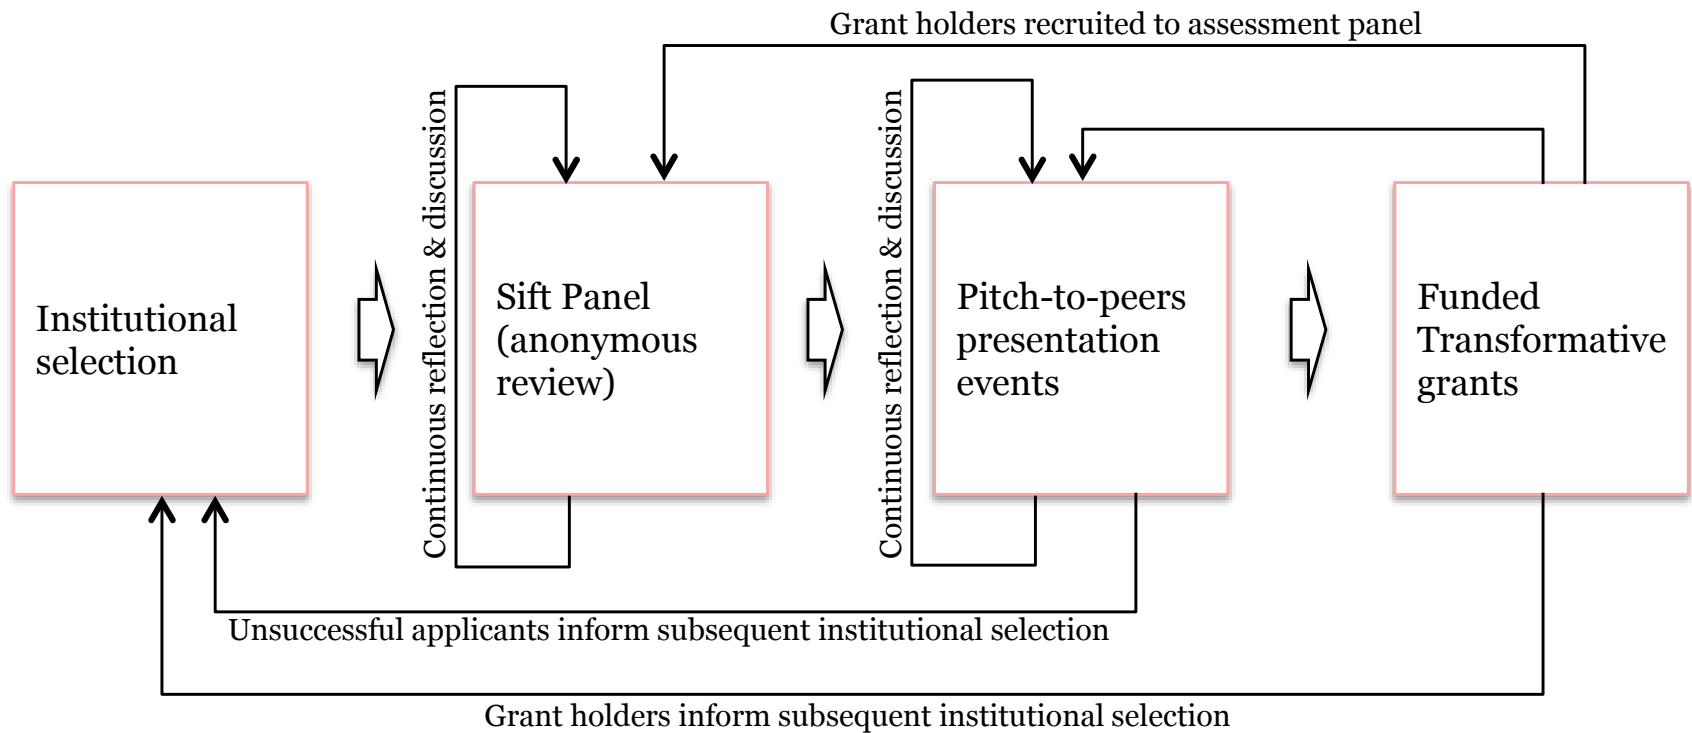 Grant holders recruited to assessment panel
Continuous reflection & discussion
Continuous reflection & discussion
Institutional
selection
Sift Panel
(anonymous
review)
Pitch-to-peers
presentation
events
Funded
Transformative
grants
Unsuccessful applicants inform subsequent institutional selection
Grant holders inform subsequent institutional selection